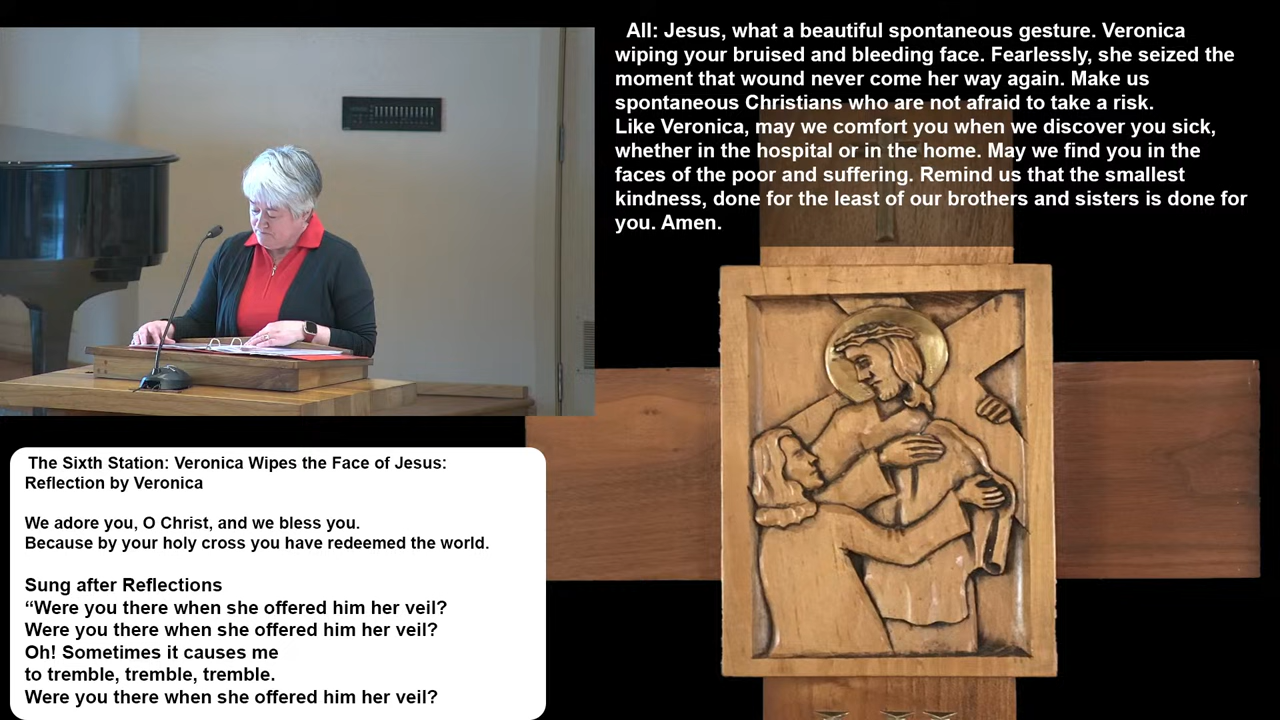 All: Jesus, what a beautiful spontaneous gesture. Veronica
wiping your bruised and bleeding face. Fearlessly, she seized the
moment that wound never come her way again. Make us
spontaneous Christians who are not afraid to take a risk.
Like Veronica, may we comfort you when we discover you sick,
whether in the hospital or in the home. May we find you in the
faces of the poor and suffering. Remind us that the smallest
kindness, done for the least of our brothers and sisters is done for
you. Amen.
The Sixth Station: Veronica Wipes the Face of Jesus:
Reflection by Veronica
We adore you, O Christ, and we bless you.
Because by your holy cross you have redeemed the world.
Sung after Reflections
“Were you there when she offered him her veil?
Were you there when she offered him her veil?
Oh! Sometimes it causes me
to tremble, tremble, tremble.
Were you there when she offered him her veil?